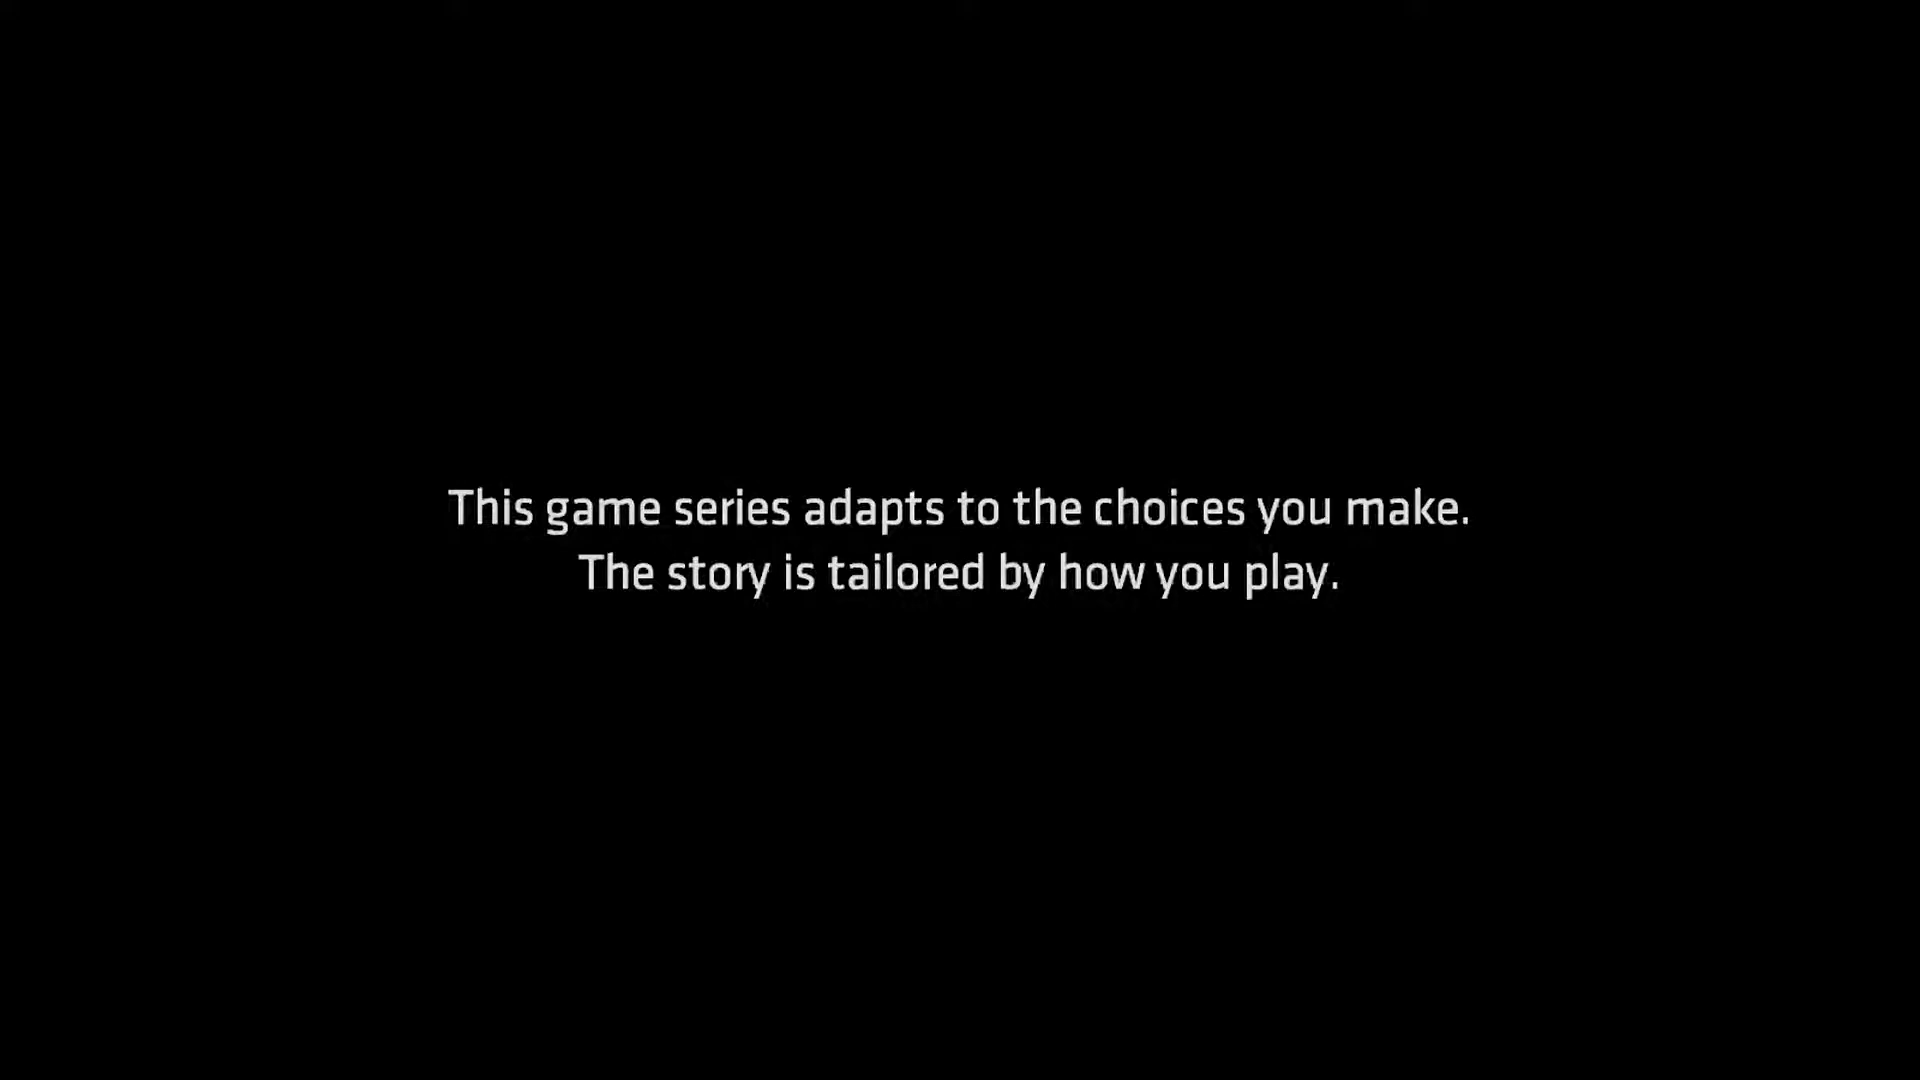 This game series adapts to the choices you make.
The story is tailored by how you play.